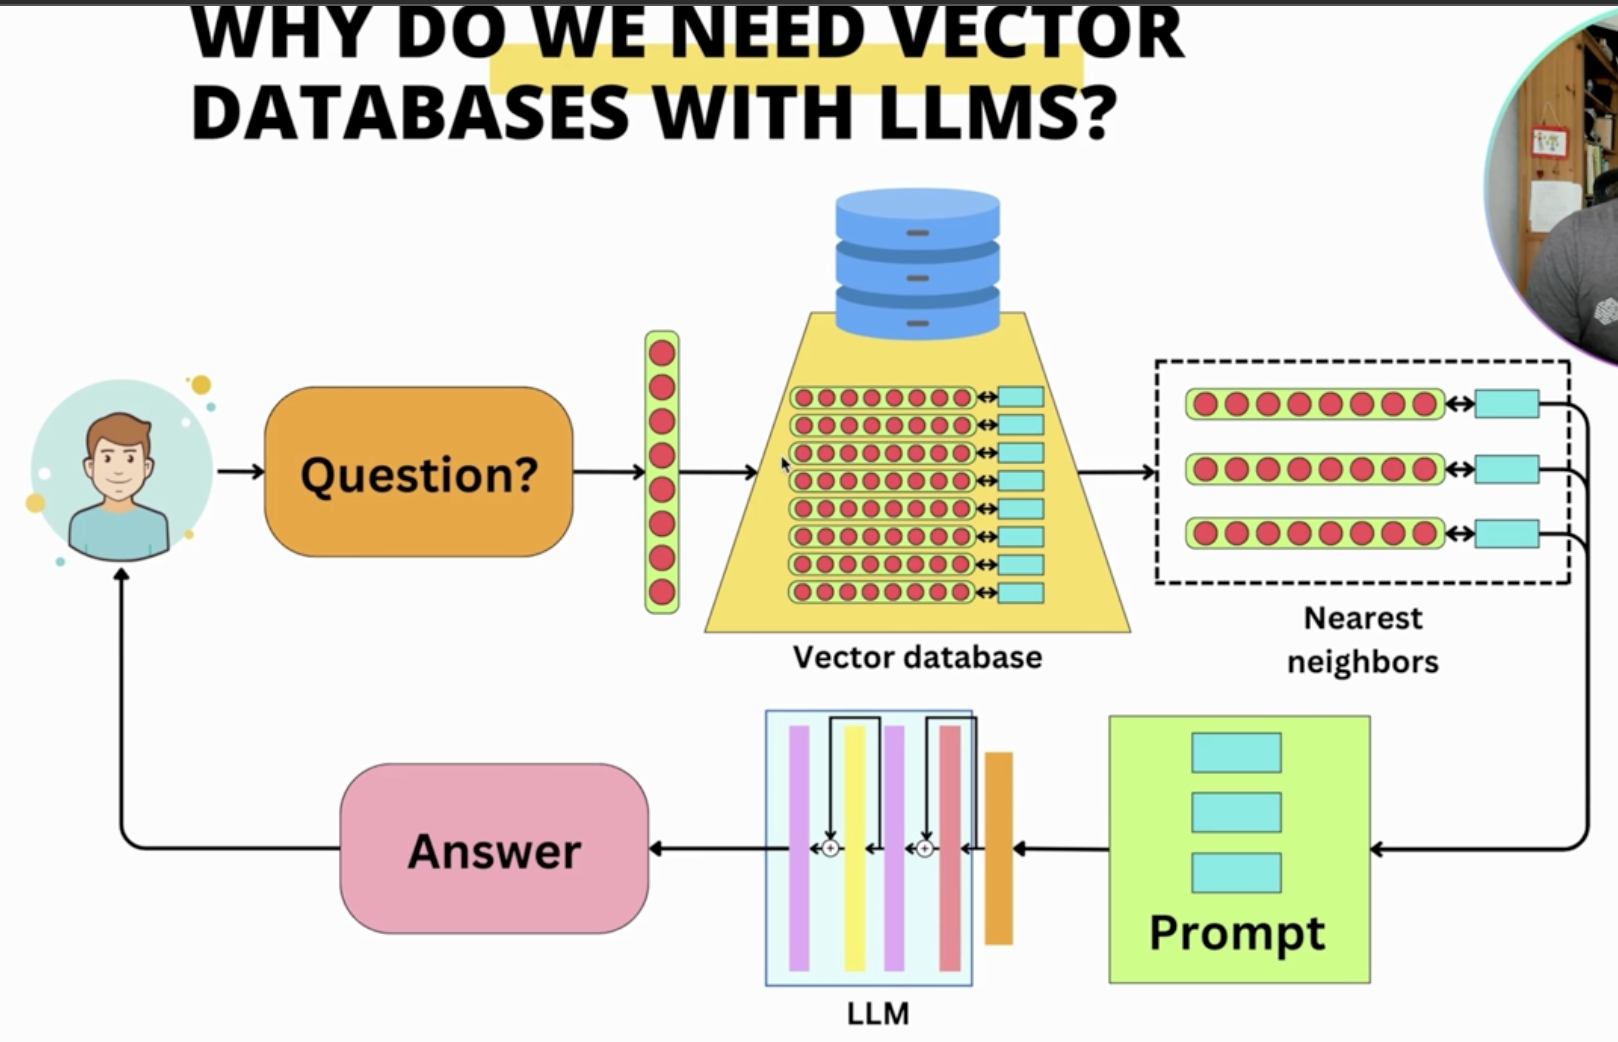 WHY DO WE NEED VECTOR
DATABASES WITH LLMS?
Question?
Vector database
Nearest
neighbors
Answer
LLM
Prompt